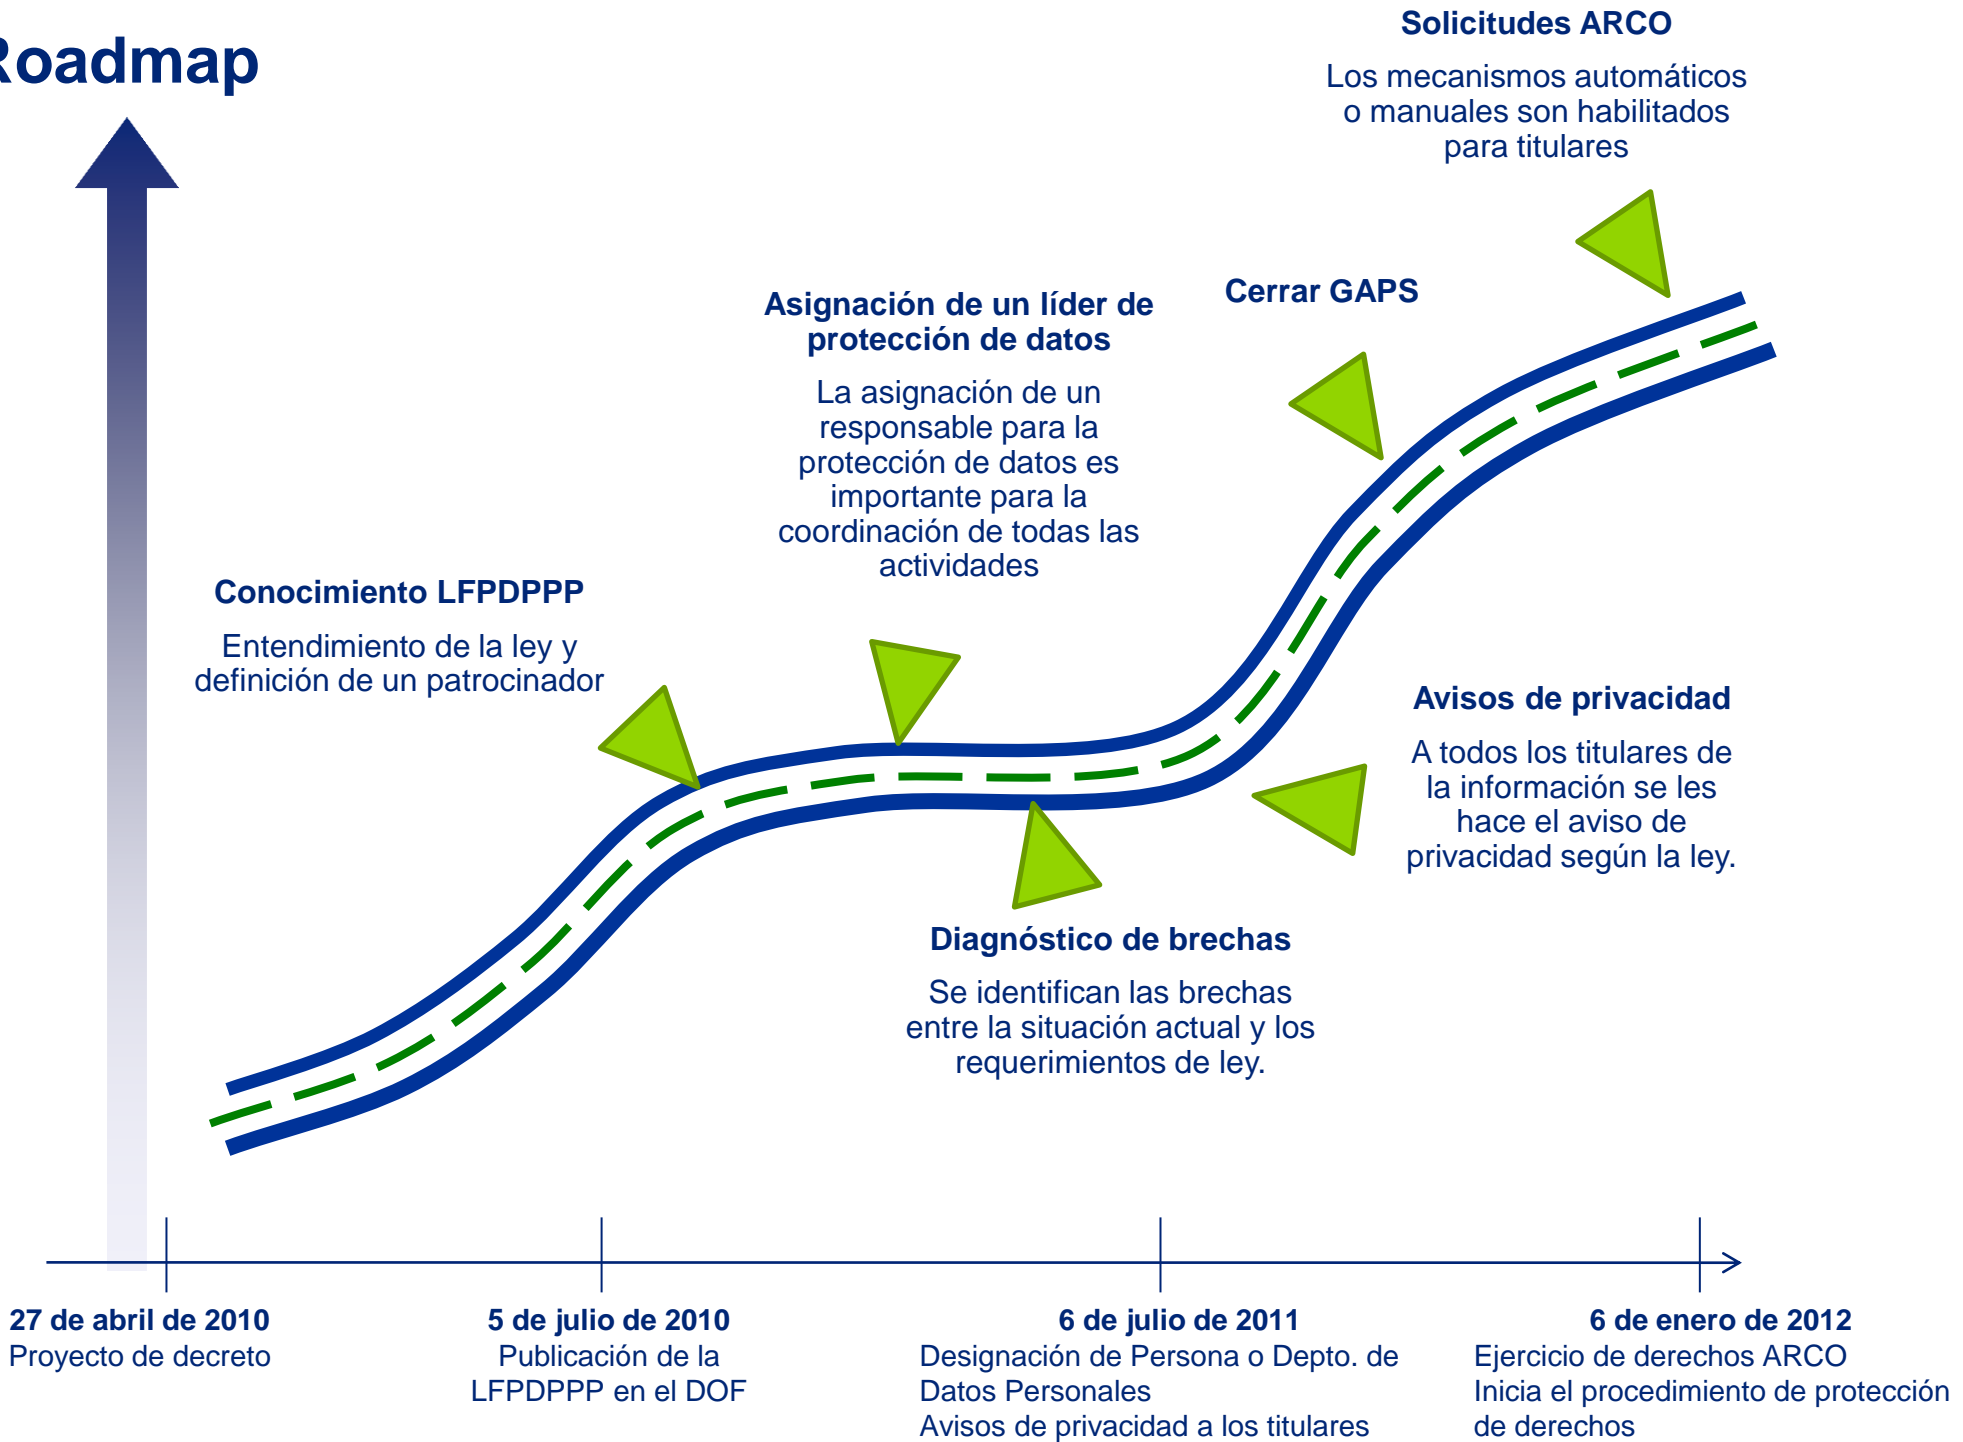 Roadmap
Solicitudes ARCO
Los mecanismos automáticos
o manuales son habilitados
para titulares
Cerrar GAPS
Asignación de un líder de
protección de datos
La asignación de un
responsable para la
protección de datos es
importante para la
coordinación de todas las
actividades
Conocimiento LFPDPPP
Entendimiento de la ley y
definición de un patrocinador
Avisos de privacidad
A todos los titulares de
la información se les
hace el aviso de
privacidad según la ley.
Diagnóstico de brechas
Se identifican las brechas
entre la situación actual y los
requerimientos de ley.
27 de abril de 2010
Proyecto de decreto
5 de julio de 2010
Publicación de la
LFPDPPP en el DOF
6 de julio de 2011
Designación de Persona o Depto. de
Datos Personales
Avisos de privacidad a los titulares
6 de enero de 2012
Ejercicio de derechos ARCO
Inicia el procedimiento de protección
de derechos